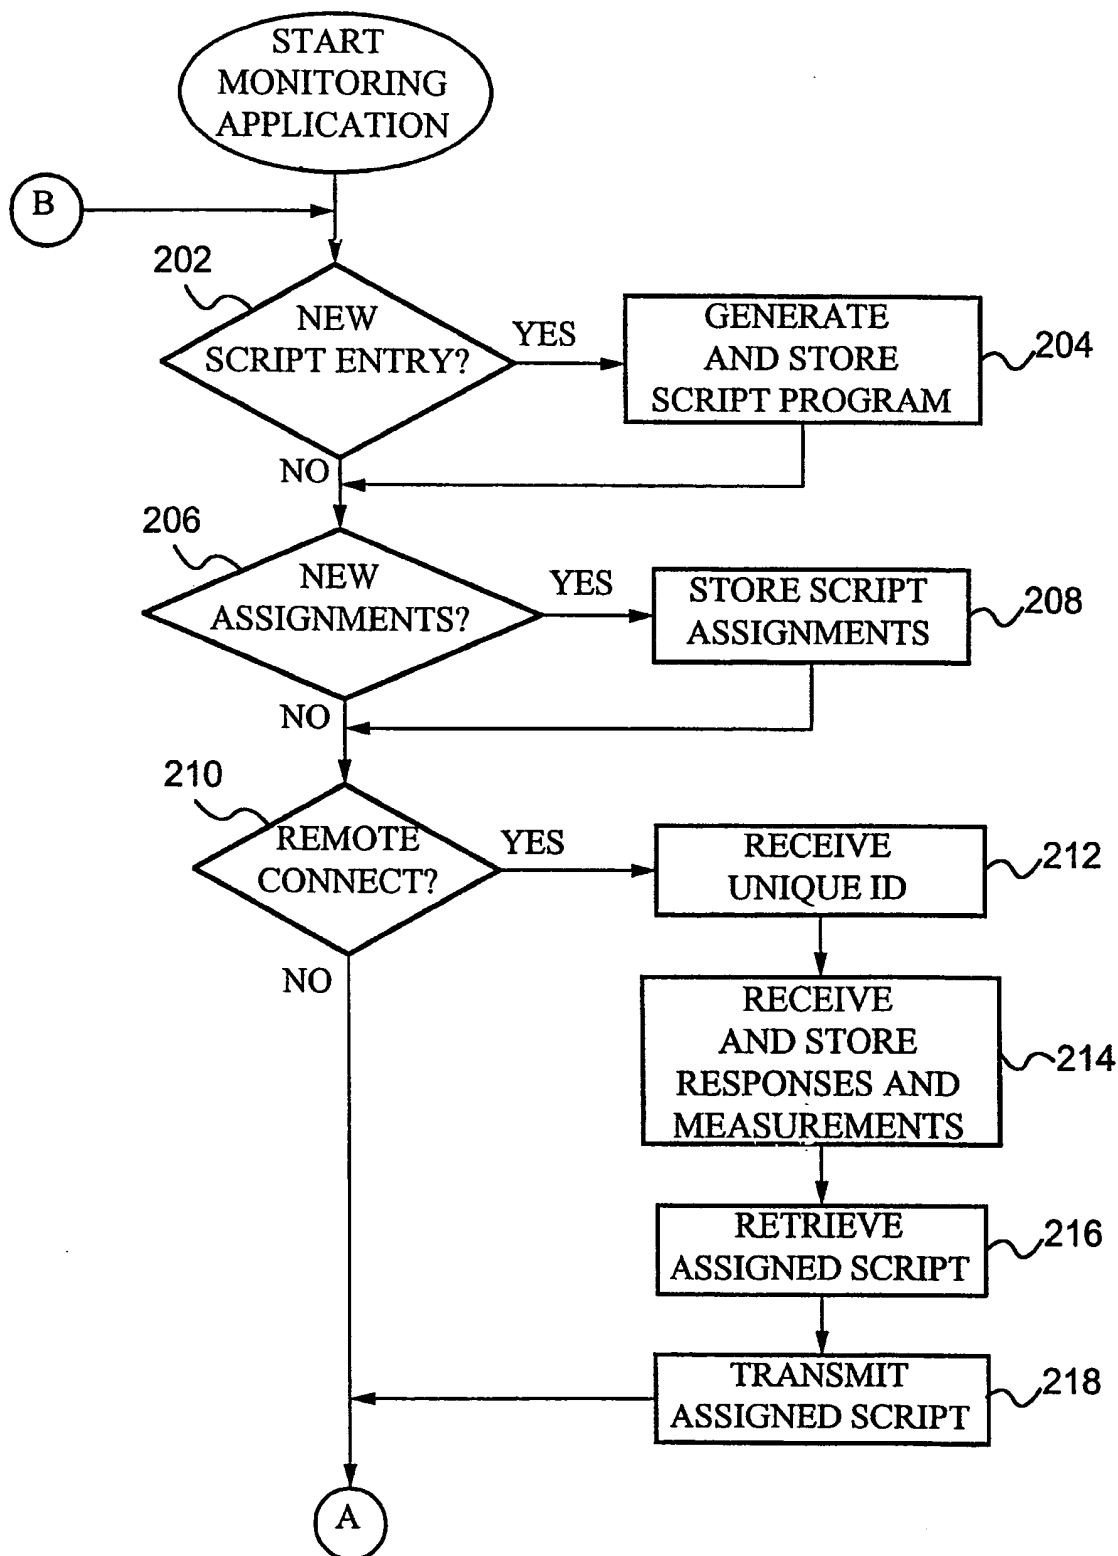 START
MONITORING
APPLICATION
B
202
NEW
SCRIPT ENTRY?
YES
GENERATE
AND STORE
SCRIPT PROGRAM
204
NO
206
NEW
ASSIGNMENTS?
YES
STORE SCRIPT
ASSIGNMENTS
208
NO
210
REMOTE
CONNECT?
YES
RECEIVE
UNIQUE ID
212
NO
RECEIVE
AND STORE
RESPONSES AND
MEASUREMENTS
214
RETRIEVE
ASSIGNED SCRIPT
216
TRANSMIT
ASSIGNED SCRIPT
218
A